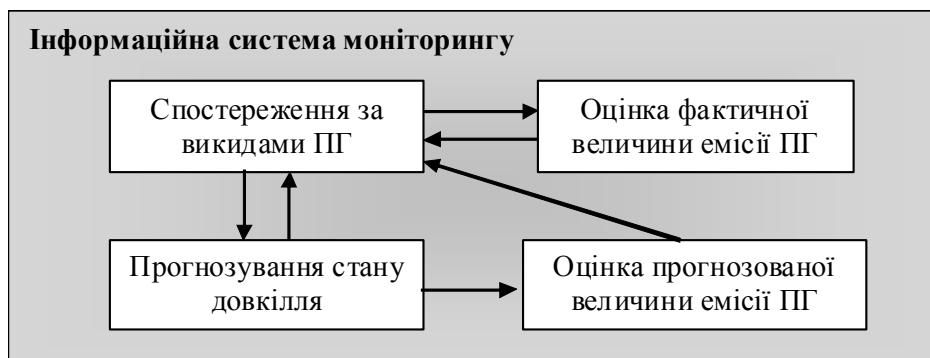 Інформаційна система моніторингу
Спостереження за
викидами ПГ
Оцінка фактичної
величини емісії ПГ
Прогнозування стану
довкілля
Оцінка прогнозованої
величини емісії ПГ